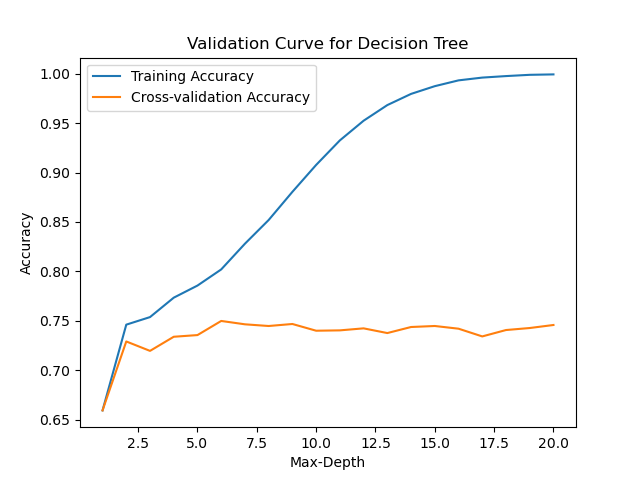 Validation Curve for Decision Tree
Training Accuracy
Cross-validation Accuracy
1.00
0.95
0.90
0.85
0.80
0.75
0.70
0.65
Accuracy
2.5 5.0 7.5 10.0 12.5 15.0 17.5 20.0
Max-Depth